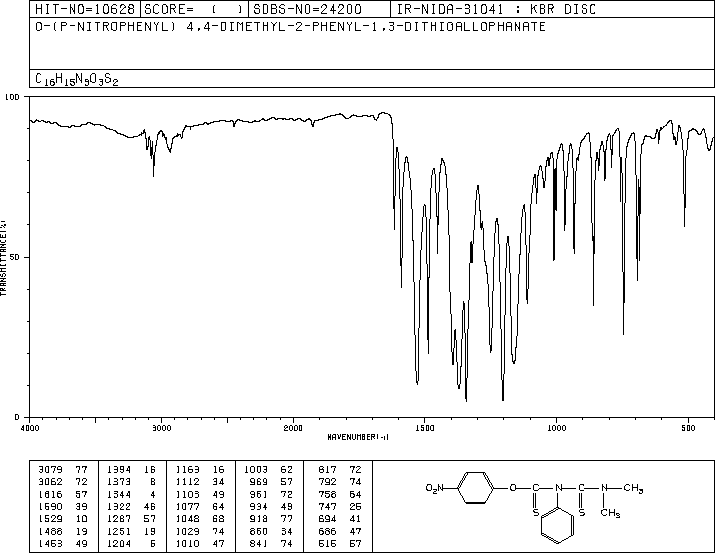 HIT-NO=10628 SCORE= ( ) SDBS-NO=24200 IR-NIDA-31041 : KBR DISC
O-(P-NITROPHENYL) 4,4-DIMETHYL-2-PHENYL-1,3-DITHIOALLOPHANATE
C16H15N3O3S2
100
50
0
TRANSMITTANCE(%)
4000 3000 2000 1500 1000 500
WAVENUMBER(-1)
3079 77 1394 16 1163 16 1003 62 817 72
3062 72 1373 8 1112 34 969 57 792 74
1616 57 1344 4 1103 49 961 72 758 64
1590 39 1322 46 1077 64 934 49 747 25
1529 10 1287 57 1048 68 918 77 694 41
1488 19 1251 19 1029 74 860 34 686 47
1453 49 1204 5 1010 47 841 74 515 57
O2N O C N C N CH3
S S CH3